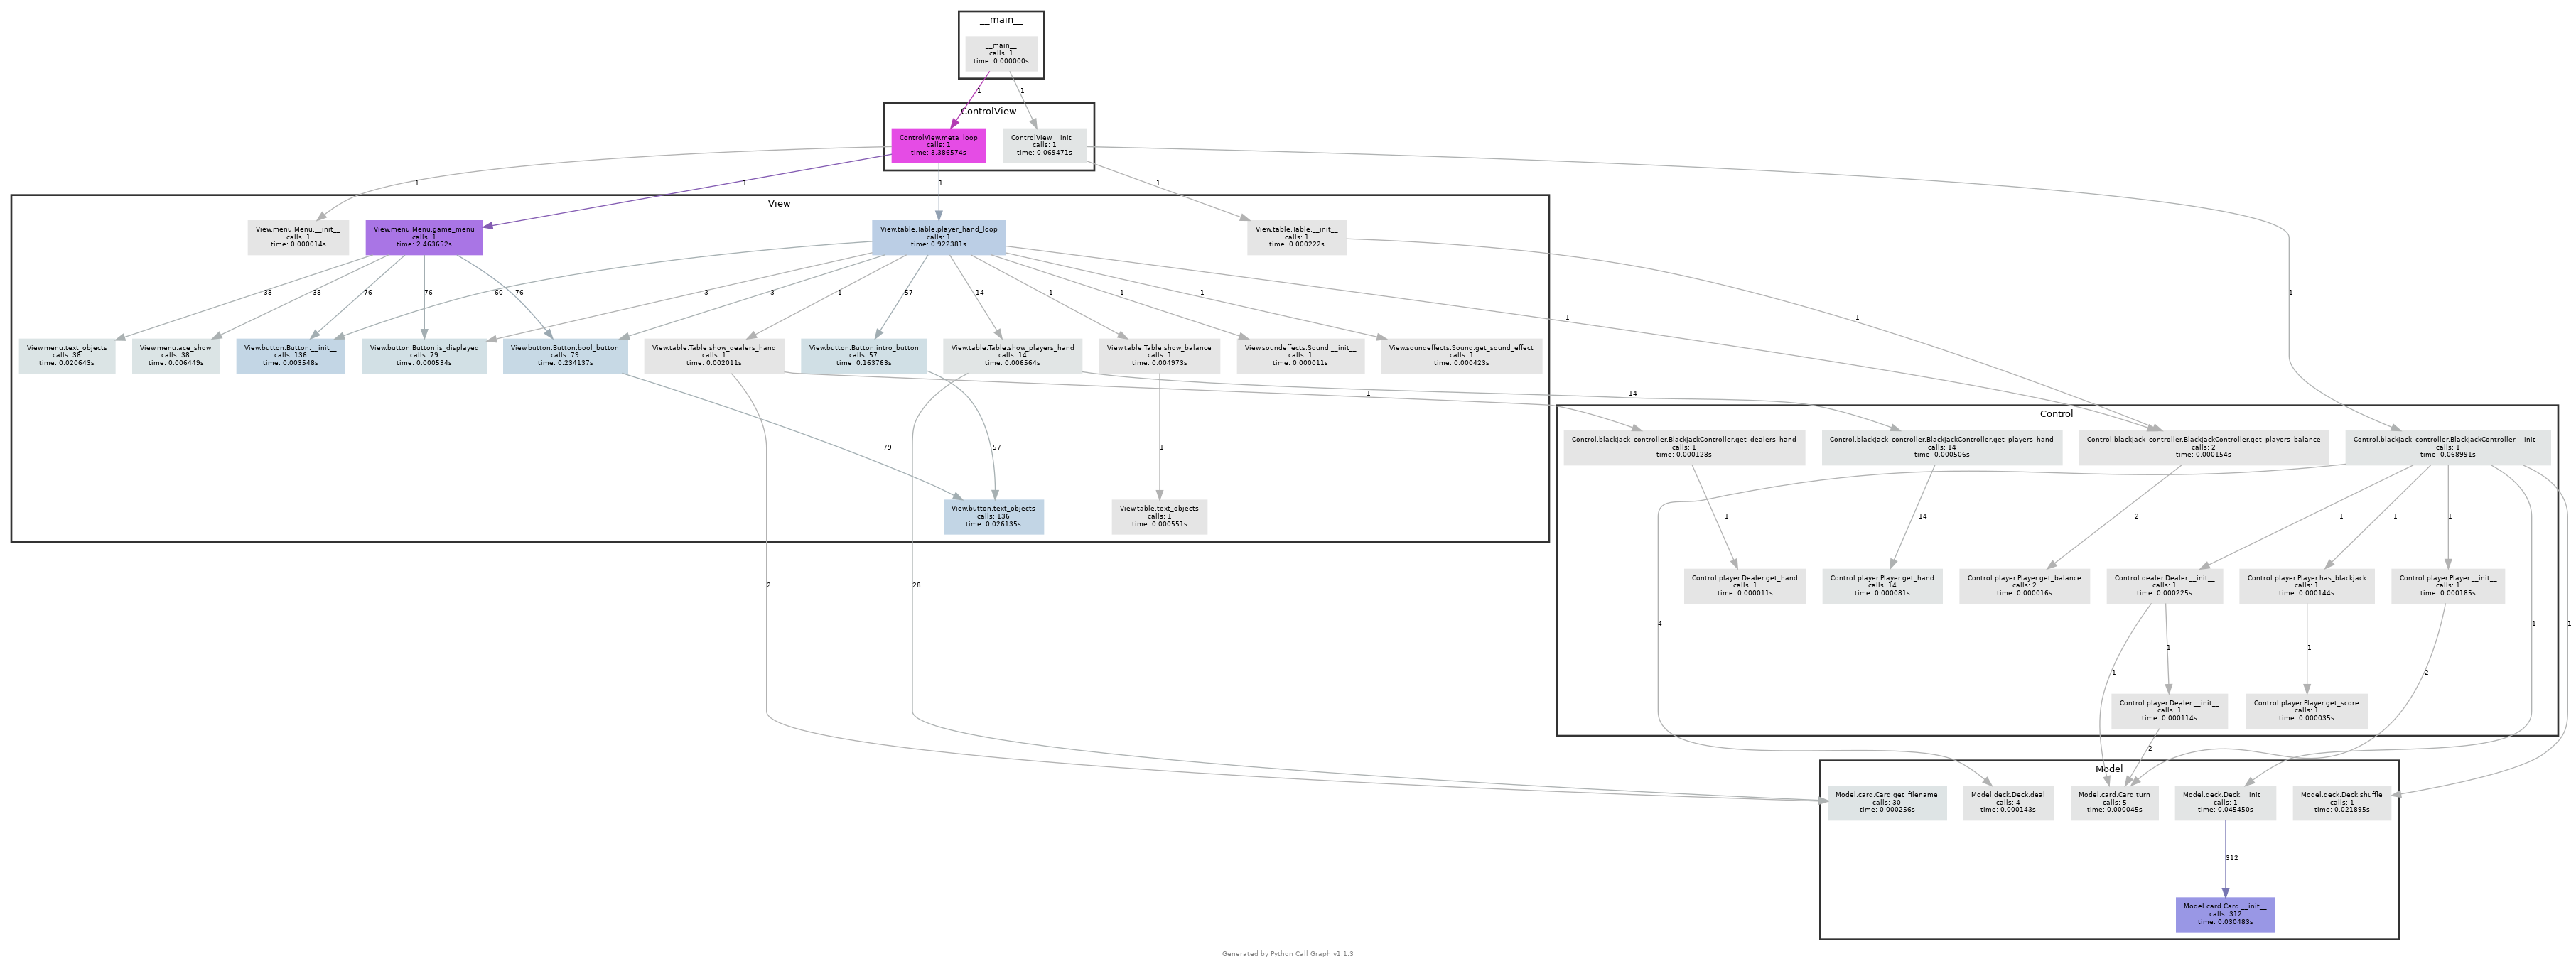 __main__
__main__
calls: 1
time: 0.000000s
1
1
ControlView
ControlView.meta_loop
calls: 1
time: 3.386574s
ControlView.__init__
calls: 1
time: 0.069471s
1
1
1
1
1
View
View.menu.Menu.__init__
calls: 1
time: 0.000014s
View.menu.Menu.game_menu
calls: 1
time: 2.463652s
View.table.Table.player_hand_loop
calls: 1
time: 0.922381s
View.table.Table.__init__
calls: 1
time: 0.000222s
38
38
76
76
76
60
3
3
1
57
14
1
1
1
1
1
View.menu.text_objects
calls: 38
time: 0.020643s
View.menu.ace_show
calls: 38
time: 0.006449s
View.button.Button.__init__
calls: 136
time: 0.003548s
View.button.Button.is_displayed
calls: 79
time: 0.000534s
View.button.Button.bool_button
calls: 79
time: 0.234137s
View.table.Table.show_dealers_hand
calls: 1
time: 0.002011s
View.button.Button.intro_button
calls: 57
time: 0.163763s
View.table.Table.show_players_hand
calls: 14
time: 0.006564s
View.table.Table.show_balance
calls: 1
time: 0.004973s
View.soundeffects.Sound.__init__
calls: 1
time: 0.000011s
View.soundeffects.Sound.get_sound_effect
calls: 1
time: 0.000423s
1
14
79
57
1
View.button.text_objects
calls: 136
time: 0.026135s
View.table.text_objects
calls: 1
time: 0.000551s
2
28
Control
Control.blackjack_controller.BlackjackController.get_dealers_hand
calls: 1
time: 0.000128s
Control.blackjack_controller.BlackjackController.get_players_hand
calls: 14
time: 0.000506s
Control.blackjack_controller.BlackjackController.get_players_balance
calls: 2
time: 0.000154s
Control.blackjack_controller.BlackjackController.__init__
calls: 1
time: 0.068991s
1
14
2
1
1
1
Control.player.Dealer.get_hand
calls: 1
time: 0.000011s
Control.player.Player.get_hand
calls: 14
time: 0.000081s
Control.player.Player.get_balance
calls: 2
time: 0.000016s
Control.dealer.Dealer.__init__
calls: 1
time: 0.000225s
Control.player.Player.has_blackjack
calls: 1
time: 0.000144s
Control.player.Player.__init__
calls: 1
time: 0.000185s
4
1
1
1
1
1
2
Control.player.Dealer.__init__
calls: 1
time: 0.000114s
Control.player.Player.get_score
calls: 1
time: 0.000035s
2
Model
Model.card.Card.get_filename
calls: 30
time: 0.000256s
Model.deck.Deck.deal
calls: 4
time: 0.000143s
Model.card.Card.turn
calls: 5
time: 0.000045s
Model.deck.Deck.__init__
calls: 1
time: 0.045450s
Model.deck.Deck.shuffle
calls: 1
time: 0.021895s
312
Model.card.Card.__init__
calls: 312
time: 0.030483s
Generated by Python Call Graph v1.1.3